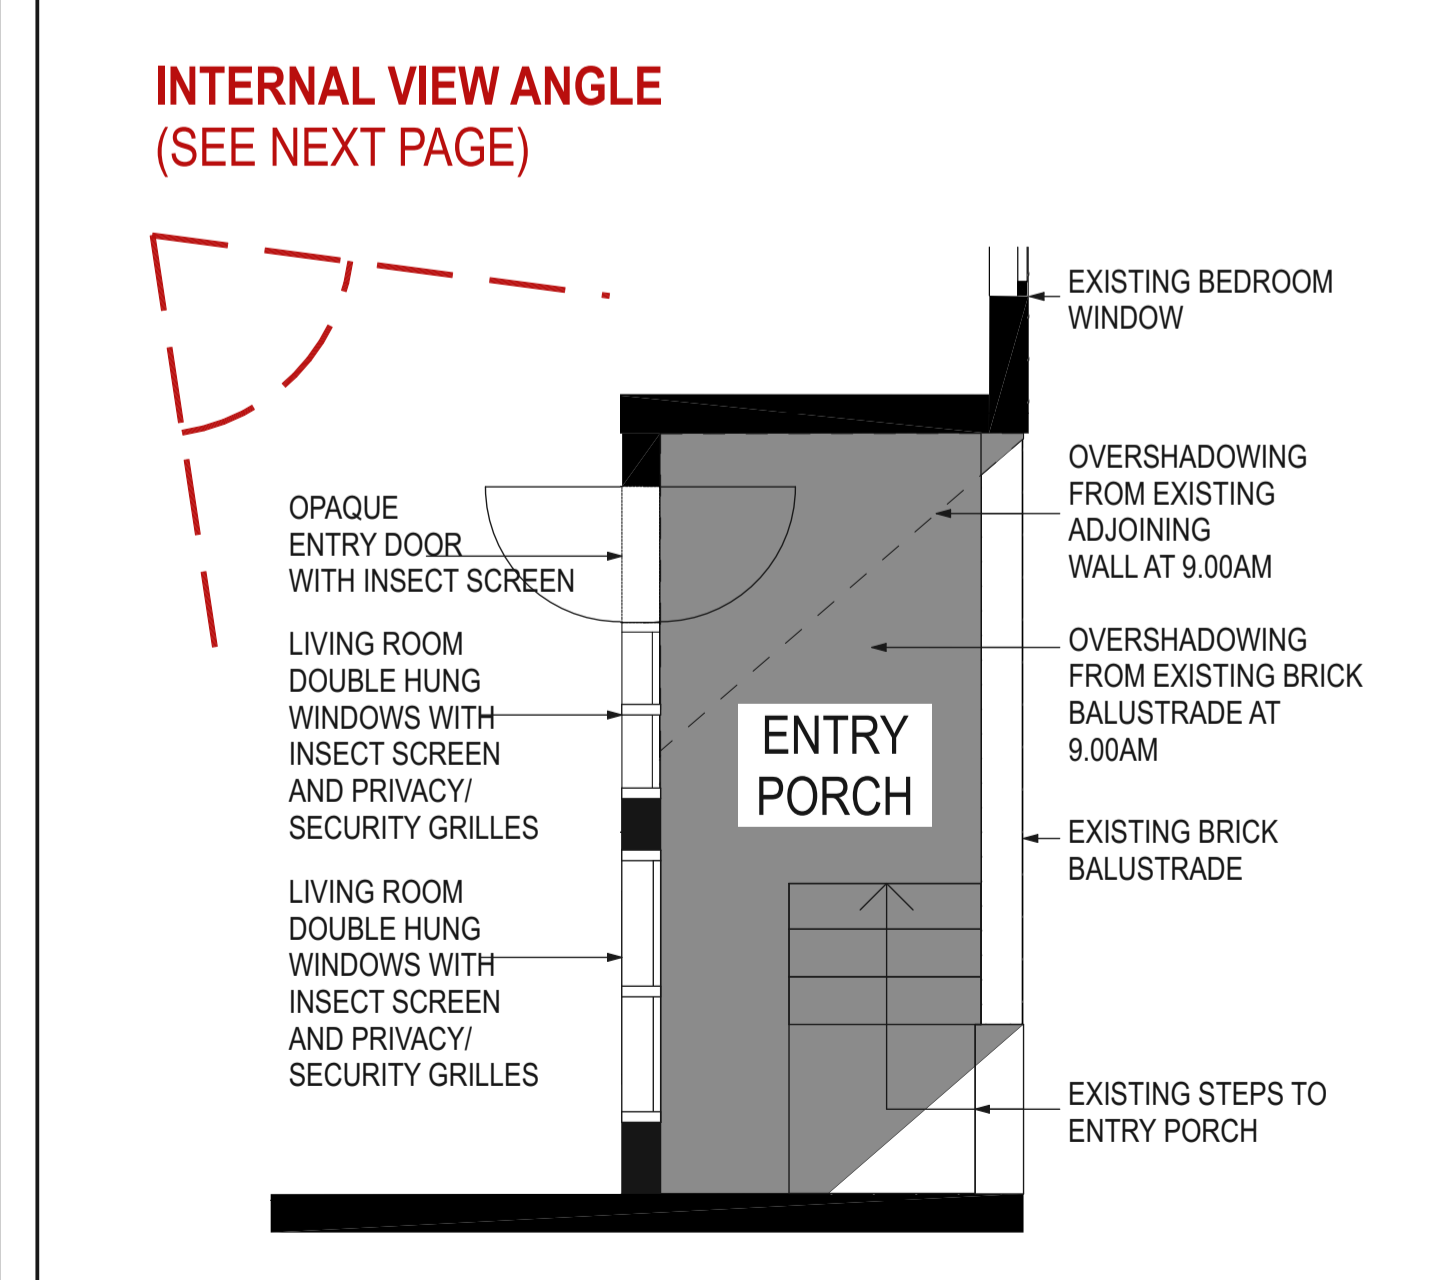 INTERNAL VIEW ANGLE
(SEE NEXT PAGE)
EXISTING BEDROOM
WINDOW
OVERSHADOWING
FROM EXISTING
ADJOINING
WALL AT 9.00AM
OPAQUE
ENTRY DOOR
WITH INSECT SCREEN
LIVING ROOM
DOUBLE HUNG
WINDOWS WITH
INSECT SCREEN
AND PRIVACY/
SECURITY GRILLES
OVERSHADOWING
FROM EXISTING BRICK
BALUSTRADE AT
9.00AM
ENTRY
PORCH
EXISTING BRICK
BALUSTRADE
LIVING ROOM
DOUBLE HUNG
WINDOWS WITH
INSECT SCREEN
AND PRIVACY/
SECURITY GRILLES
EXISTING STEPS TO
ENTRY PORCH